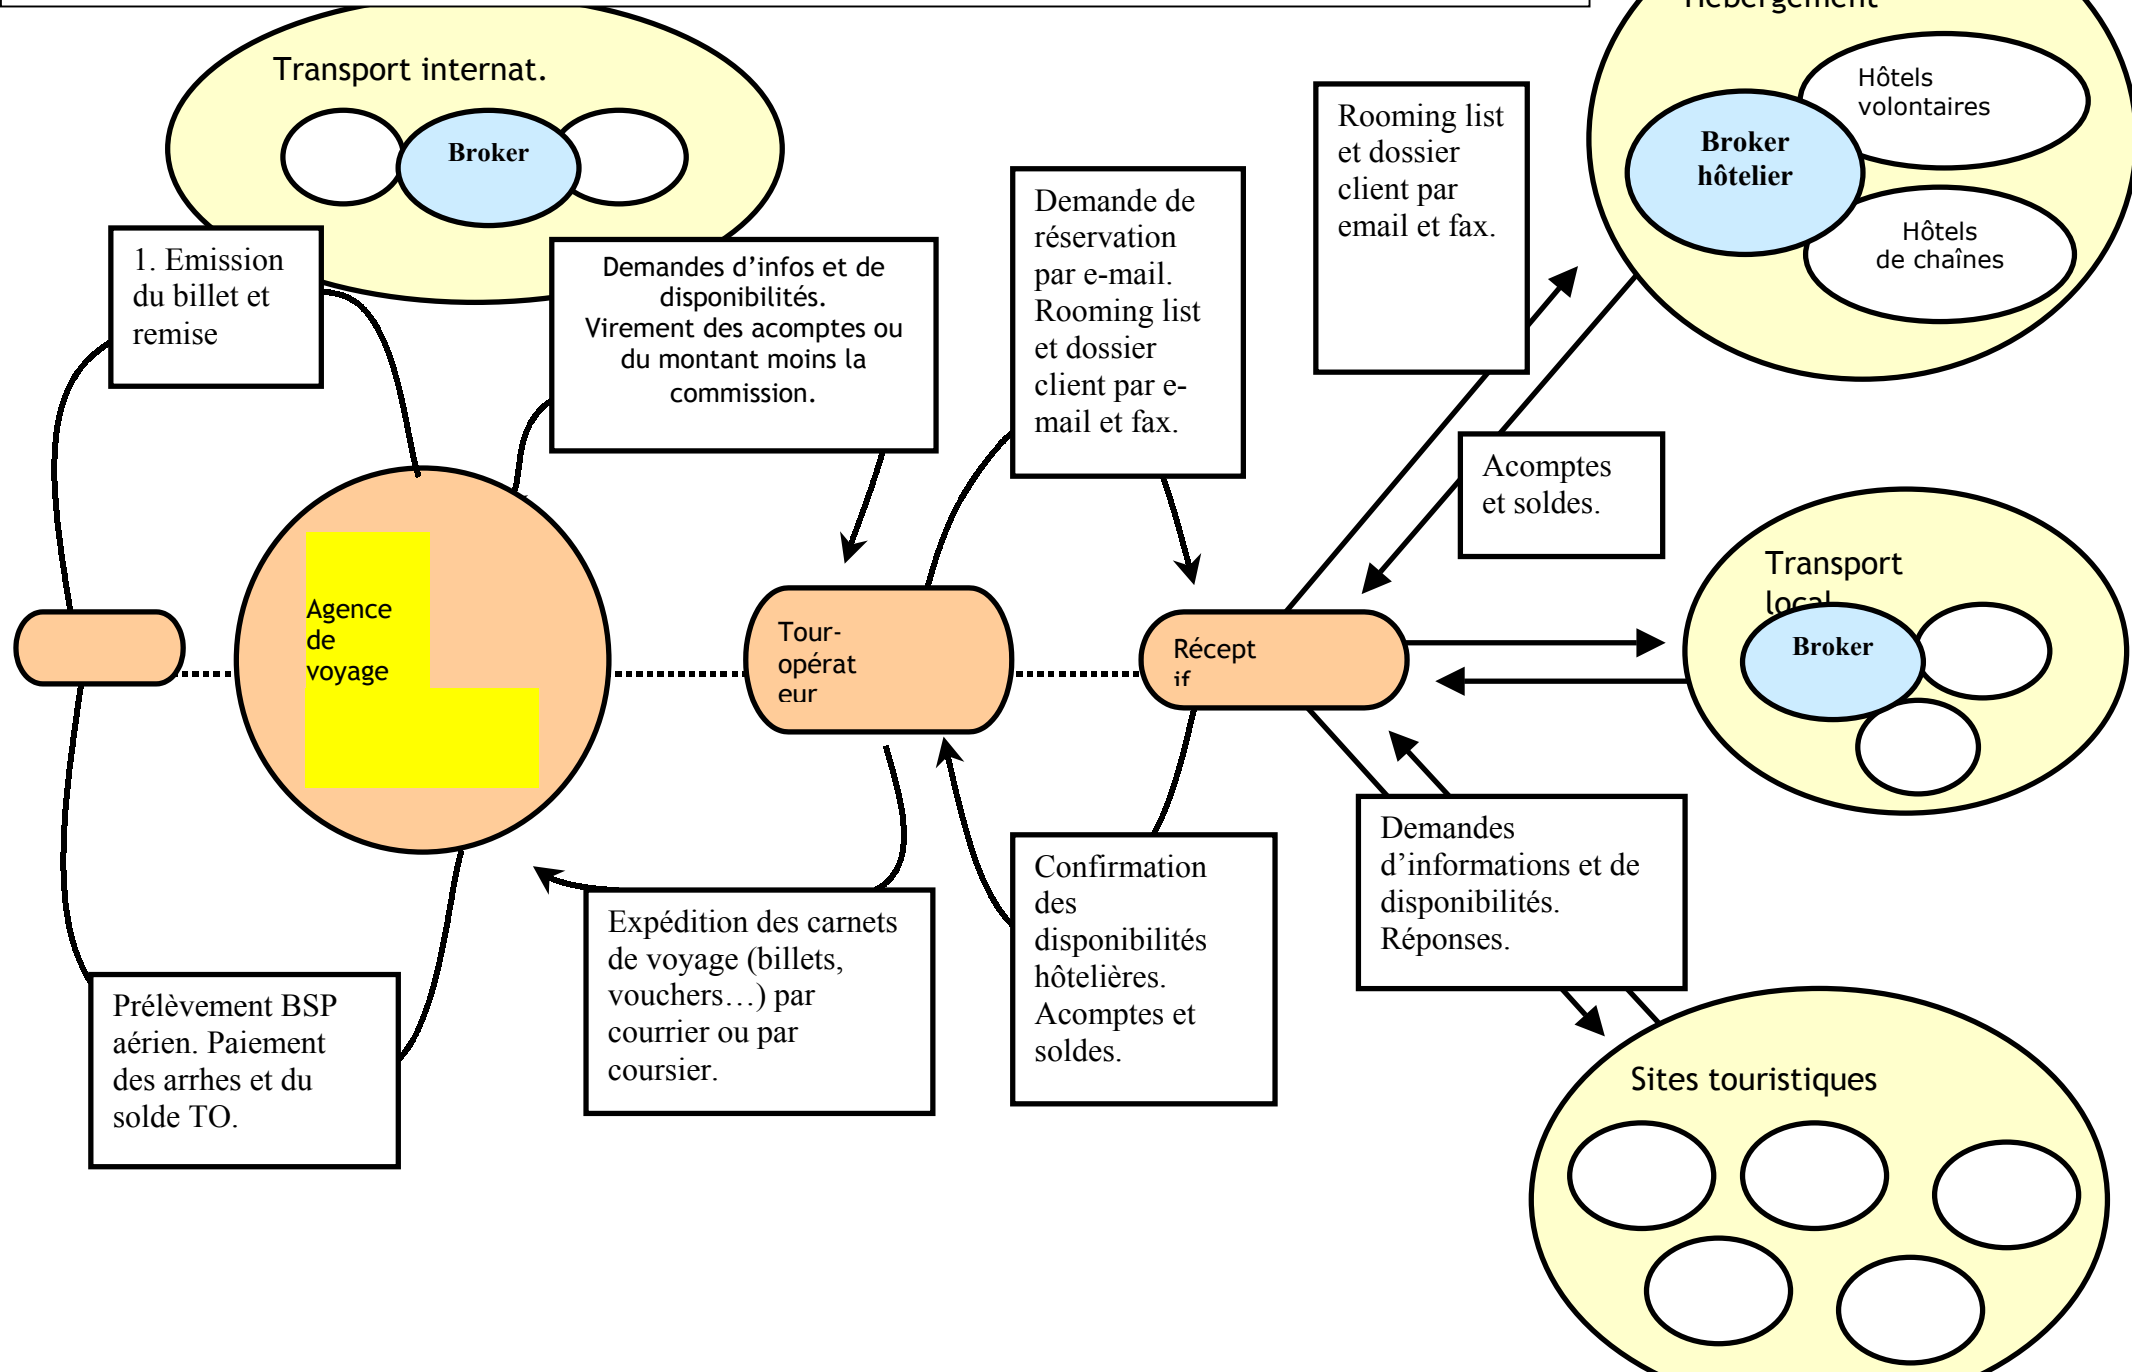 Hébergement
Transport internat.
Broker
Hôtels
volontaires
Broker
hôtelier
Hôtels
de chaînes
Rooming list
et dossier
client par
email et fax.
Demande de
réservation
par e-mail.
Rooming list
et dossier
client par e-
mail et fax.
1. Emission
du billet et
remise
Demandes d’infos et de
disponibilités.
Virement des acomptes ou
du montant moins la
commission.
Acomptes
et soldes.
Agence
de
voyage
Tour-
opérat
eur
Récept
if
Transport
local
Broker
Prélèvement BSP
aérien. Paiement
des arrhes et du
solde TO.
Expédition des carnets
de voyage (billets,
vouchers…) par
courrier ou par
coursier.
Confirmation
des
disponibilités
hôtelières.
Acomptes et
soldes.
Demandes
d’informations et de
disponibilités.
Réponses.
Sites touristiques